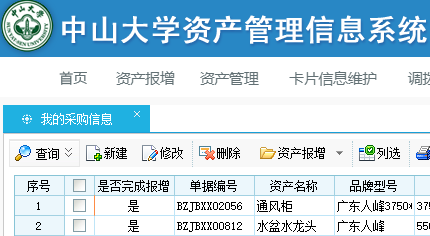 中山大学资产管理信息系统
首页 资产报增 资产管理 卡片信息维护 调拨
我的采购信息 ×
查询 新建 修改 删除 资产报增 列选
序号 是否完成报增 单据编号 资产名称 品牌型号
1 是 BZJBXX02056 通风柜 广东人峰3750* 375
2 是 BZJBXX00812 水盆水龙头 广东人峰 550